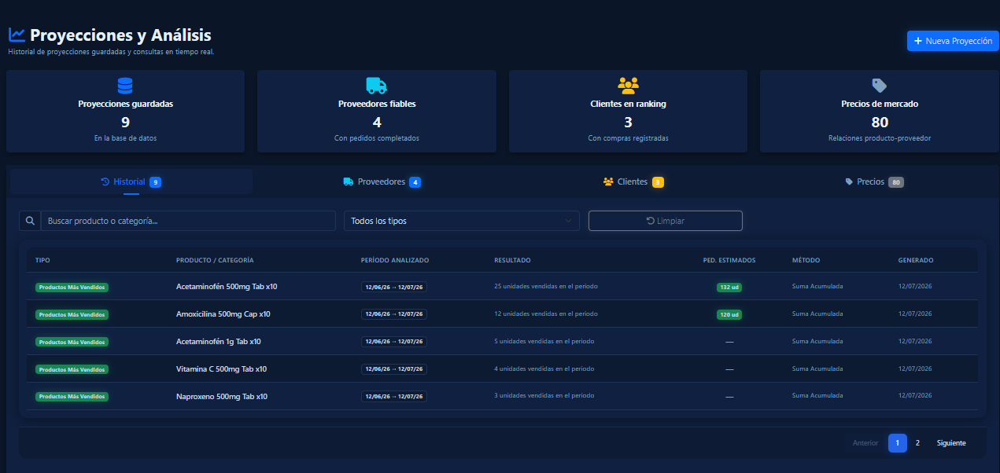 Proyecciones y Análisis
Historial de proyecciones guardadas y consultas en tiempo real.
+ Nueva Proyección
Proyecciones guardadas
9
En la base de datos
Proveedores fiables
4
Con pedidos completados
Clientes en ranking
3
Con compras registradas
Precios de mercado
80
Relaciones producto-proveedor
Historial 9
Proveedores 4
Clientes 3
Precios 80
Buscar producto o categoría...
Todos los tipos
Limpiar
TIPO PRODUCTO / CATEGORÍA PERÍODO ANALIZADO RESULTADO PED. ESTIMADOS MÉTODO GENERADO
Productos Más Vendidos Acetaminofén 500mg Tab x10 12/06/26 → 12/07/26 25 unidades vendidas en el periodo 132 ud Suma Acumulada 12/07/2026
Productos Más Vendidos Amoxicilina 500mg Cap x10 12/06/26 → 12/07/26 12 unidades vendidas en el periodo 120 ud Suma Acumulada 12/07/2026
Productos Más Vendidos Acetaminofén 1g Tab x10 12/06/26 → 12/07/26 5 unidades vendidas en el periodo — Suma Acumulada 12/07/2026
Productos Más Vendidos Vitamina C 500mg Tab x10 12/06/26 → 12/07/26 4 unidades vendidas en el periodo — Suma Acumulada 12/07/2026
Productos Más Vendidos Naproxeno 500mg Tab x10 12/06/26 → 12/07/26 3 unidades vendidas en el periodo — Suma Acumulada 12/07/2026
Anterior 1 2 Siguiente